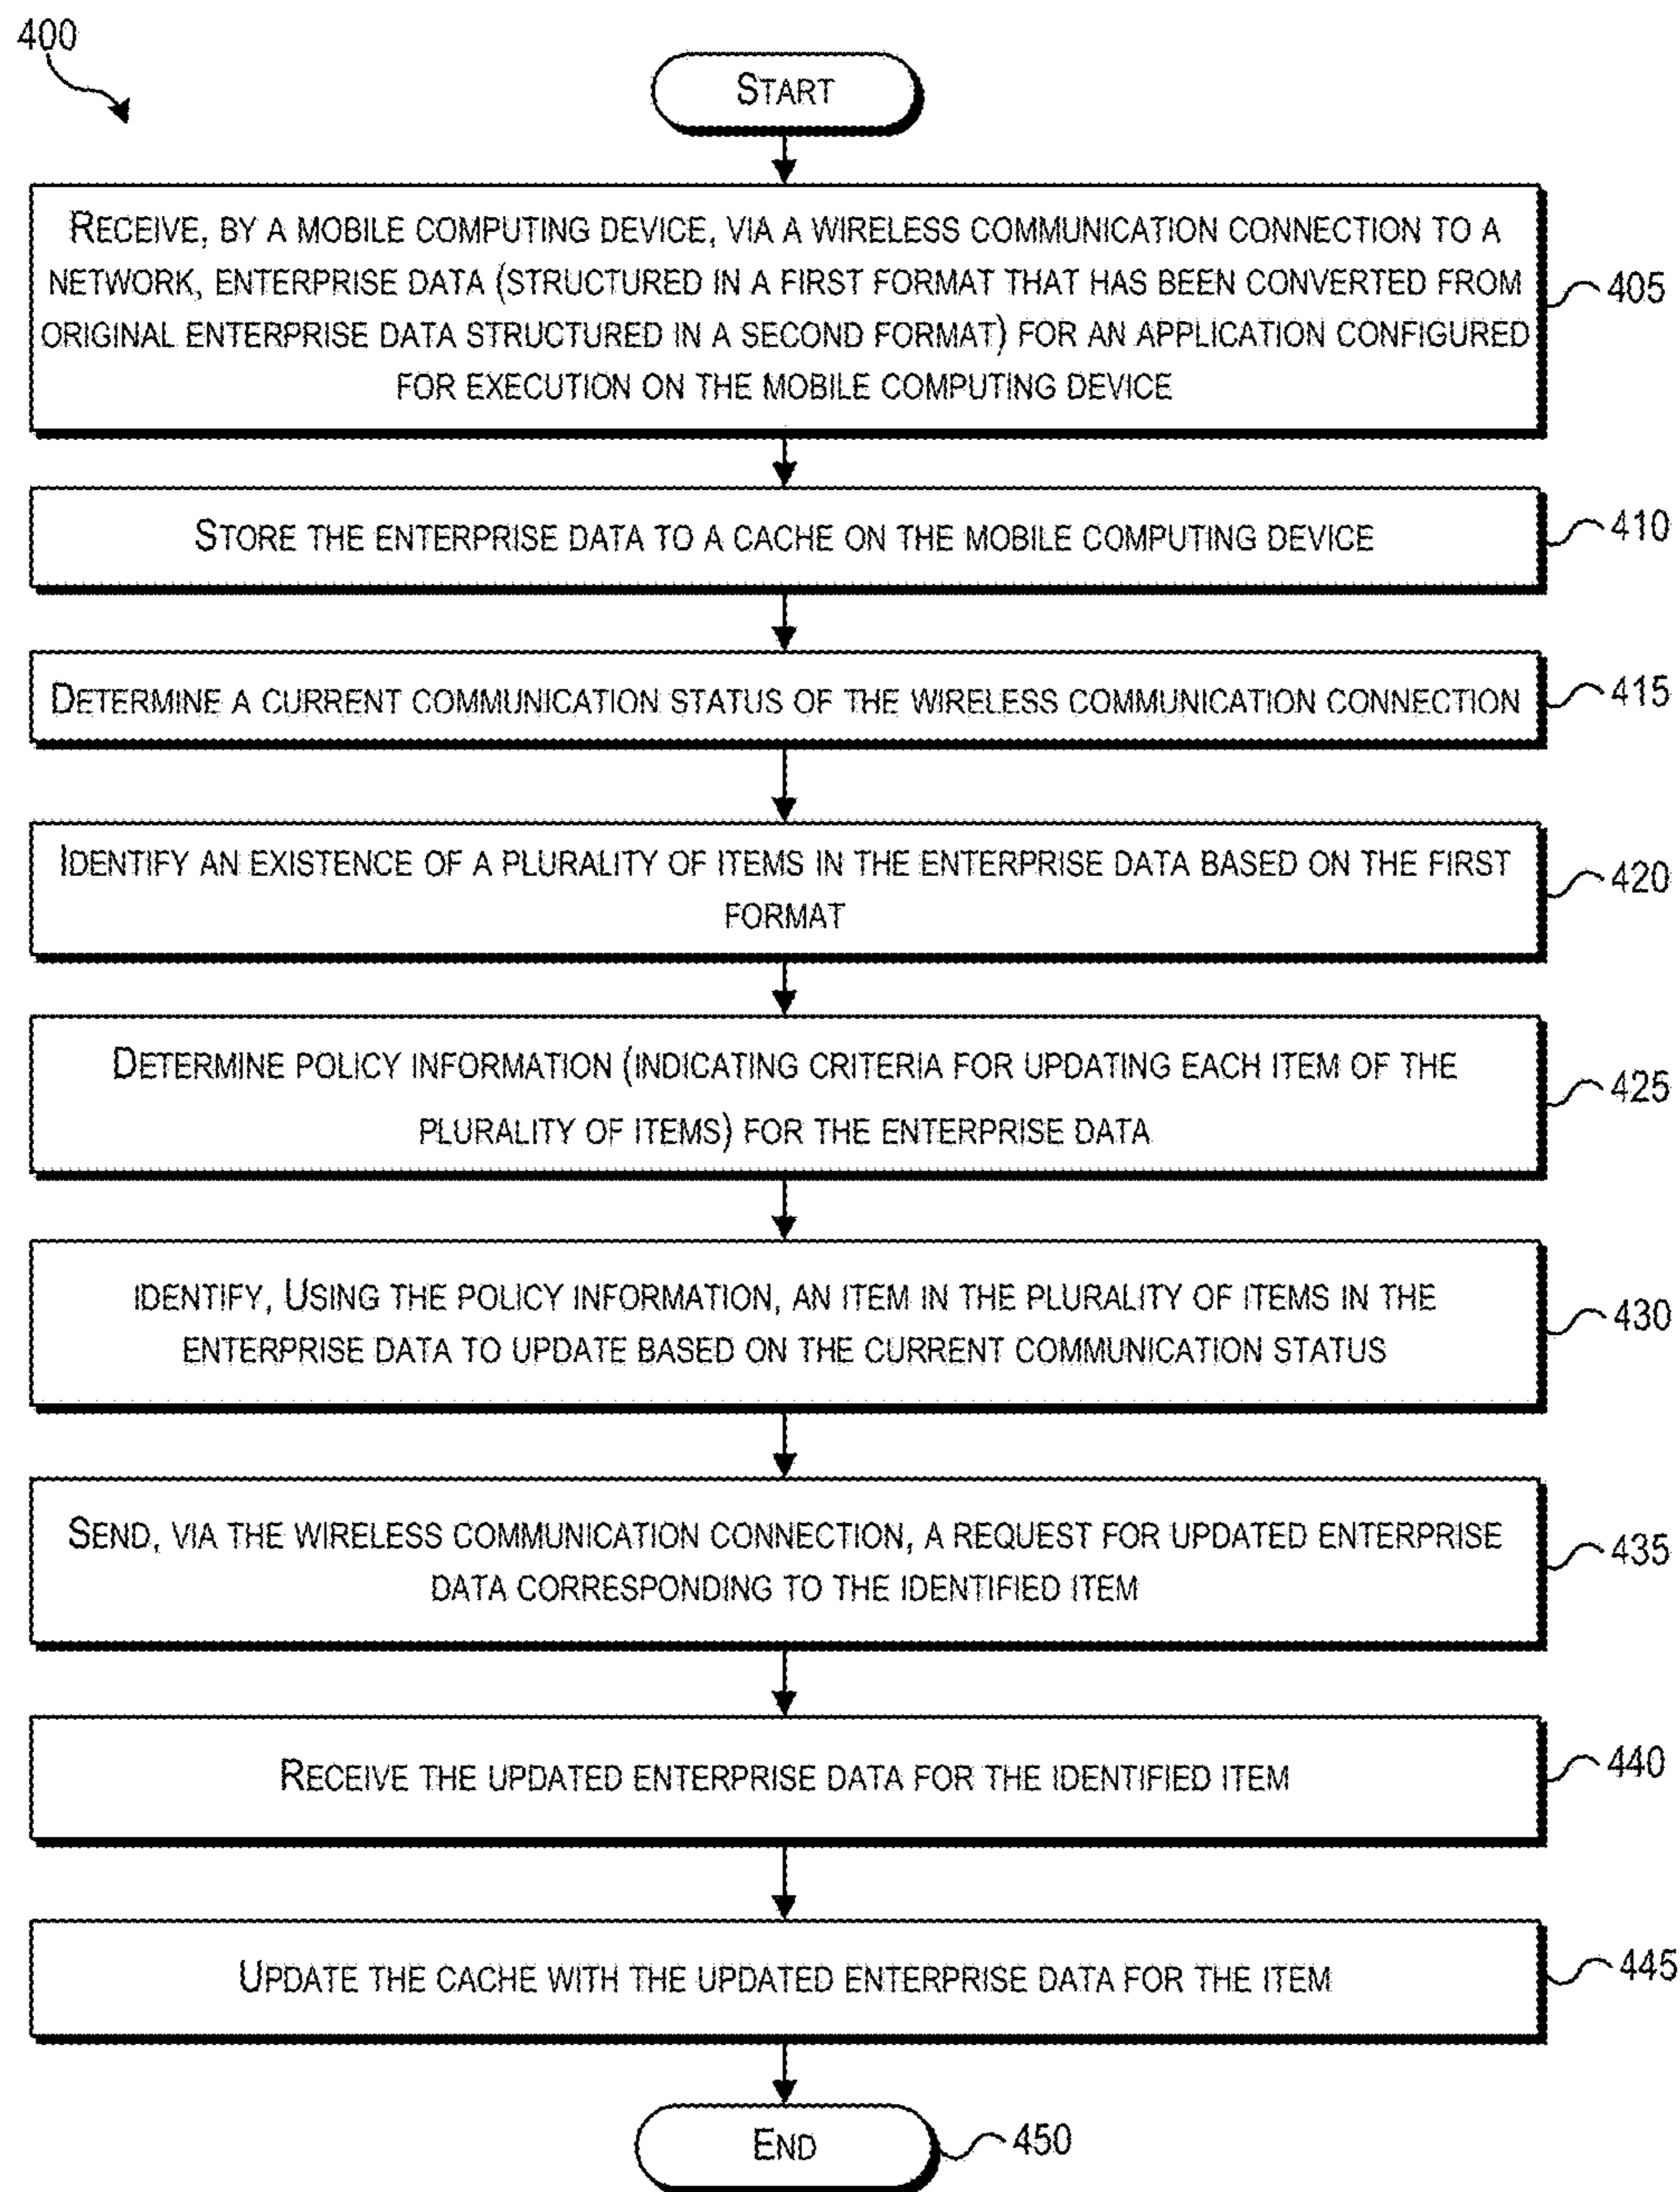 400
START
RECEIVE, BY A MOBILE COMPUTING DEVICE, VIA A WIRELESS COMMUNICATION CONNECTION TO A
NETWORK, ENTERPRISE DATA (STRUCTURED IN A FIRST FORMAT THAT HAS BEEN CONVERTED FROM
ORIGINAL ENTERPRISE DATA STRUCTURED IN A SECOND FORMAT) FOR AN APPLICATION CONFIGURED
FOR EXECUTION ON THE MOBILE COMPUTING DEVICE
405
STORE THE ENTERPRISE DATA TO A CACHE ON THE MOBILE COMPUTING DEVICE
410
DETERMINE A CURRENT COMMUNICATION STATUS OF THE WIRELESS COMMUNICATION CONNECTION
415
IDENTIFY AN EXISTENCE OF A PLURALITY OF ITEMS IN THE ENTERPRISE DATA BASED ON THE FIRST
FORMAT
420
DETERMINE POLICY INFORMATION (INDICATING CRITERIA FOR UPDATING EACH ITEM OF THE
PLURALITY OF ITEMS) FOR THE ENTERPRISE DATA
425
IDENTIFY, USING THE POLICY INFORMATION, AN ITEM IN THE PLURALITY OF ITEMS IN THE
ENTERPRISE DATA TO UPDATE BASED ON THE CURRENT COMMUNICATION STATUS
430
SEND, VIA THE WIRELESS COMMUNICATION CONNECTION, A REQUEST FOR UPDATED ENTERPRISE
DATA CORRESPONDING TO THE IDENTIFIED ITEM
435
RECEIVE THE UPDATED ENTERPRISE DATA FOR THE IDENTIFIED ITEM
440
UPDATE THE CACHE WITH THE UPDATED ENTERPRISE DATA FOR THE ITEM
445
END
450